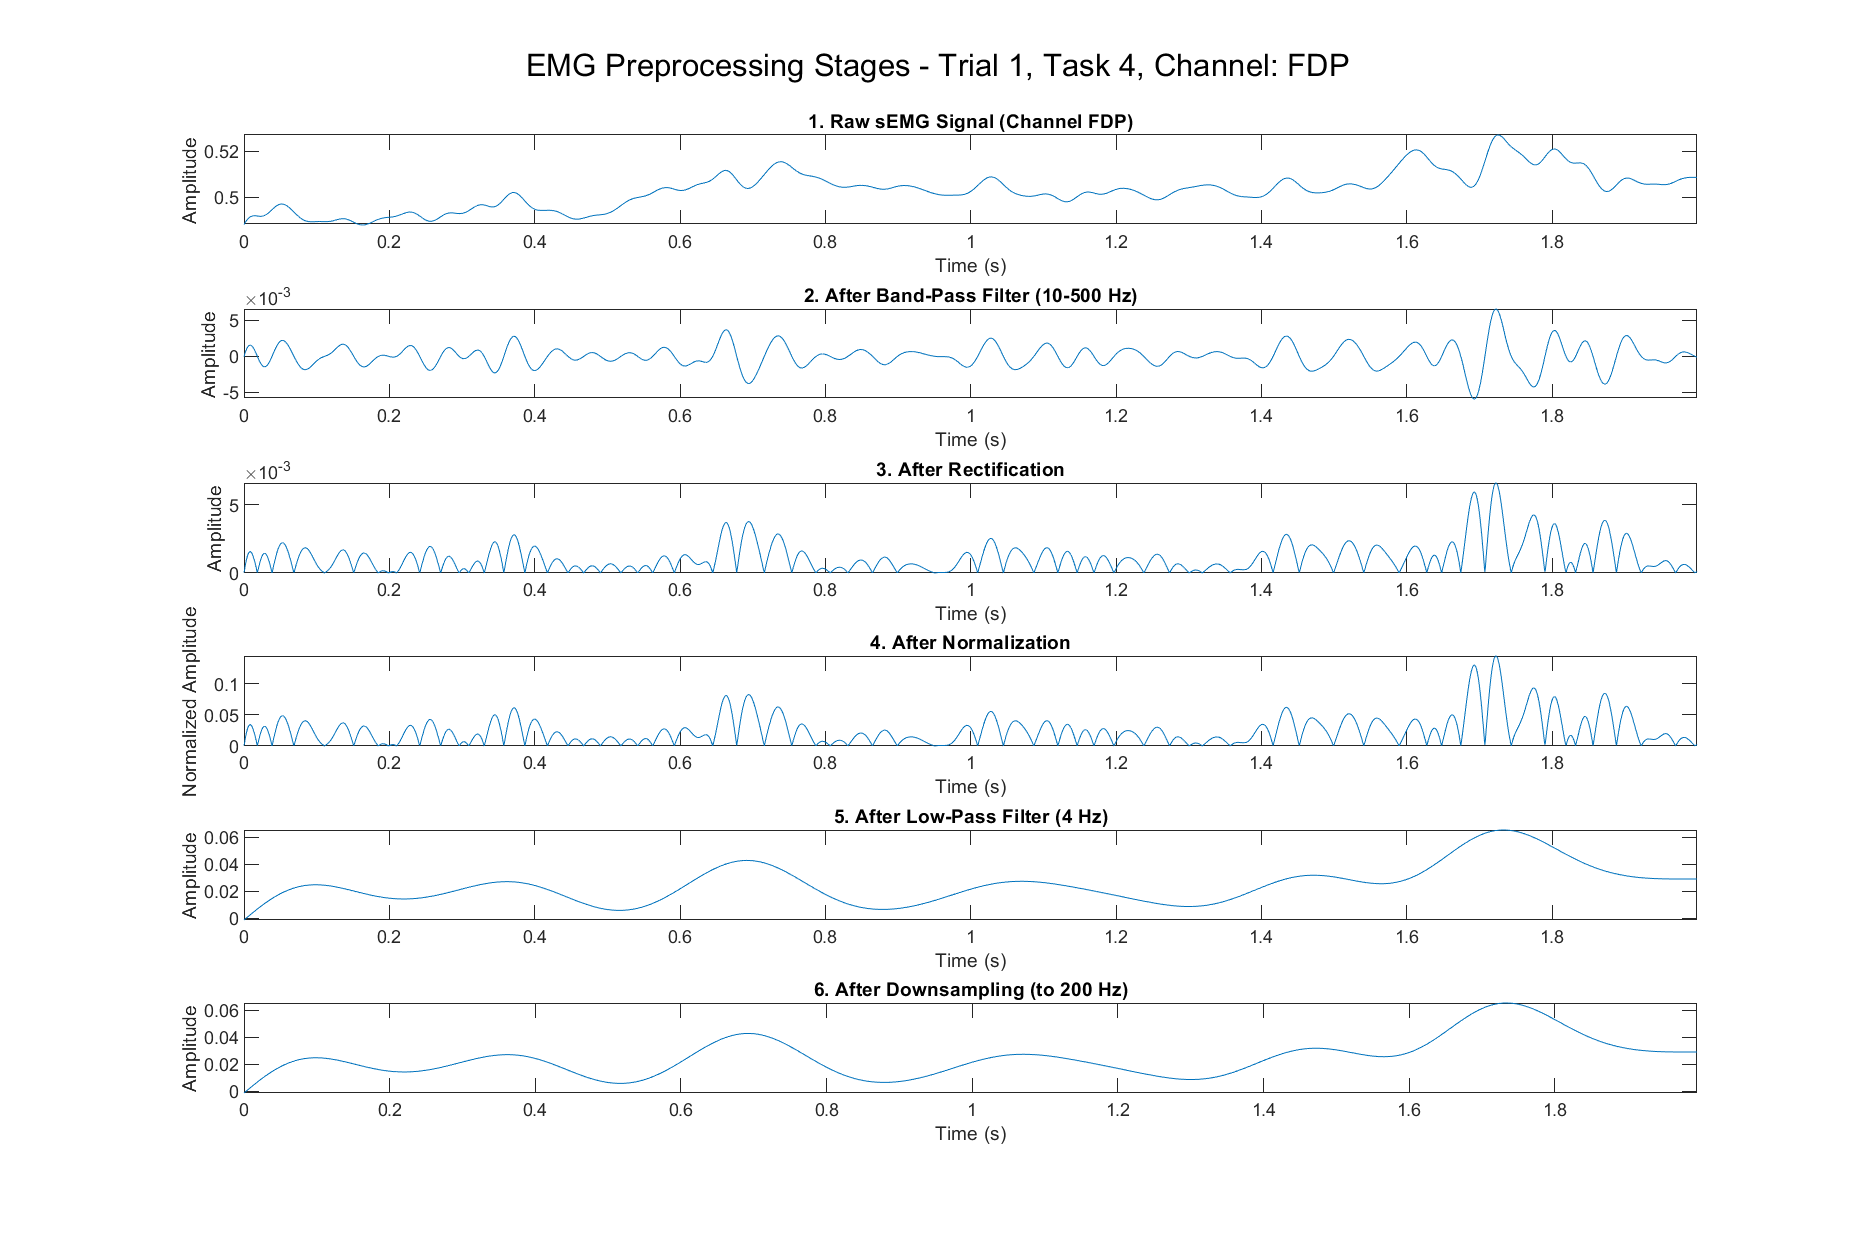 EMG Preprocessing Stages - Trial 1, Task 4, Channel: FDP
1. Raw sEMG Signal (Channel FDP)
Amplitude
0.52
0.5
0 0.2 0.4 0.6 0.8 1 1.2 1.4 1.6 1.8
Time (s)
2. After Band-Pass Filter (10-500 Hz)
×10⁻³
Amplitude
5
0
-5
0 0.2 0.4 0.6 0.8 1 1.2 1.4 1.6 1.8
Time (s)
3. After Rectification
×10⁻³
Amplitude
5
0
0 0.2 0.4 0.6 0.8 1 1.2 1.4 1.6 1.8
Time (s)
4. After Normalization
Normalized Amplitude
0.1
0.05
0
0 0.2 0.4 0.6 0.8 1 1.2 1.4 1.6 1.8
Time (s)
5. After Low-Pass Filter (4 Hz)
Amplitude
0.06
0.04
0.02
0
0 0.2 0.4 0.6 0.8 1 1.2 1.4 1.6 1.8
Time (s)
6. After Downsampling (to 200 Hz)
Amplitude
0.06
0.04
0.02
0
0 0.2 0.4 0.6 0.8 1 1.2 1.4 1.6 1.8
Time (s)